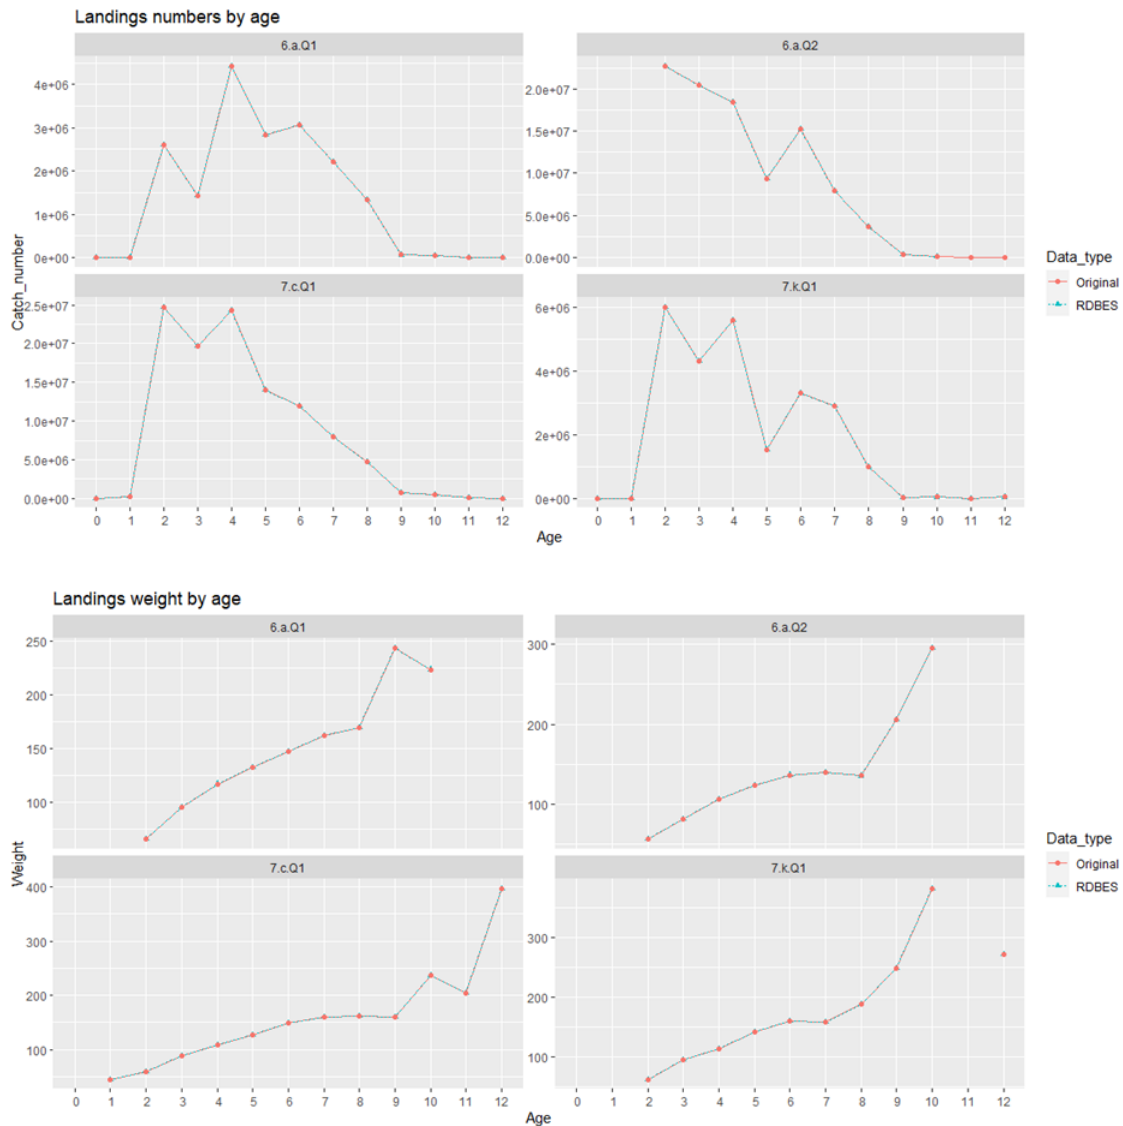 Landings numbers by age
6.a.Q1
6.a.Q2
4e+06
3e+06
2e+06
1e+06
0e+00
2.0e+07
1.5e+07
1.0e+07
5.0e+06
0.0e+00
Catch_number
7.c.Q1
7.k.Q1
2.5e+07
2.0e+07
1.5e+07
1.0e+07
5.0e+06
0.0e+00
6e+06
4e+06
2e+06
0e+00
0 1 2 3 4 5 6 7 8 9 10 11 12
0 1 2 3 4 5 6 7 8 9 10 11 12
Age
Data_type
Original
RDBES
Landings weight by age
6.a.Q1
6.a.Q2
250
200
150
100
300
200
100
Weight
7.c.Q1
7.k.Q1
400
300
200
100
300
200
100
0 1 2 3 4 5 6 7 8 9 10 11 12
0 1 2 3 4 5 6 7 8 9 10 11 12
Age
Data_type
Original
RDBES